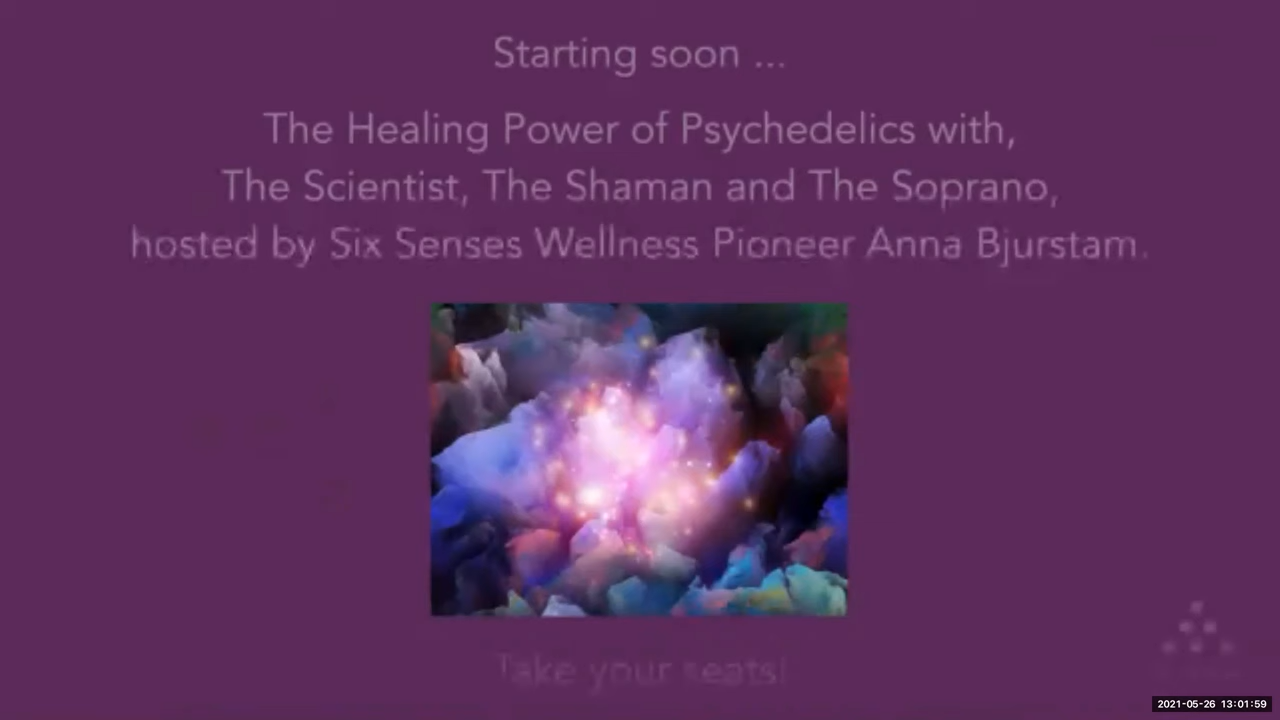 Starting soon ...
The Healing Power of Psychedelics with,
The Scientist, The Shaman and The Soprano,
hosted by Six Senses Wellness Pioneer Anna Bjurstam.
Take your seats!
2021-05-26 13:01:59